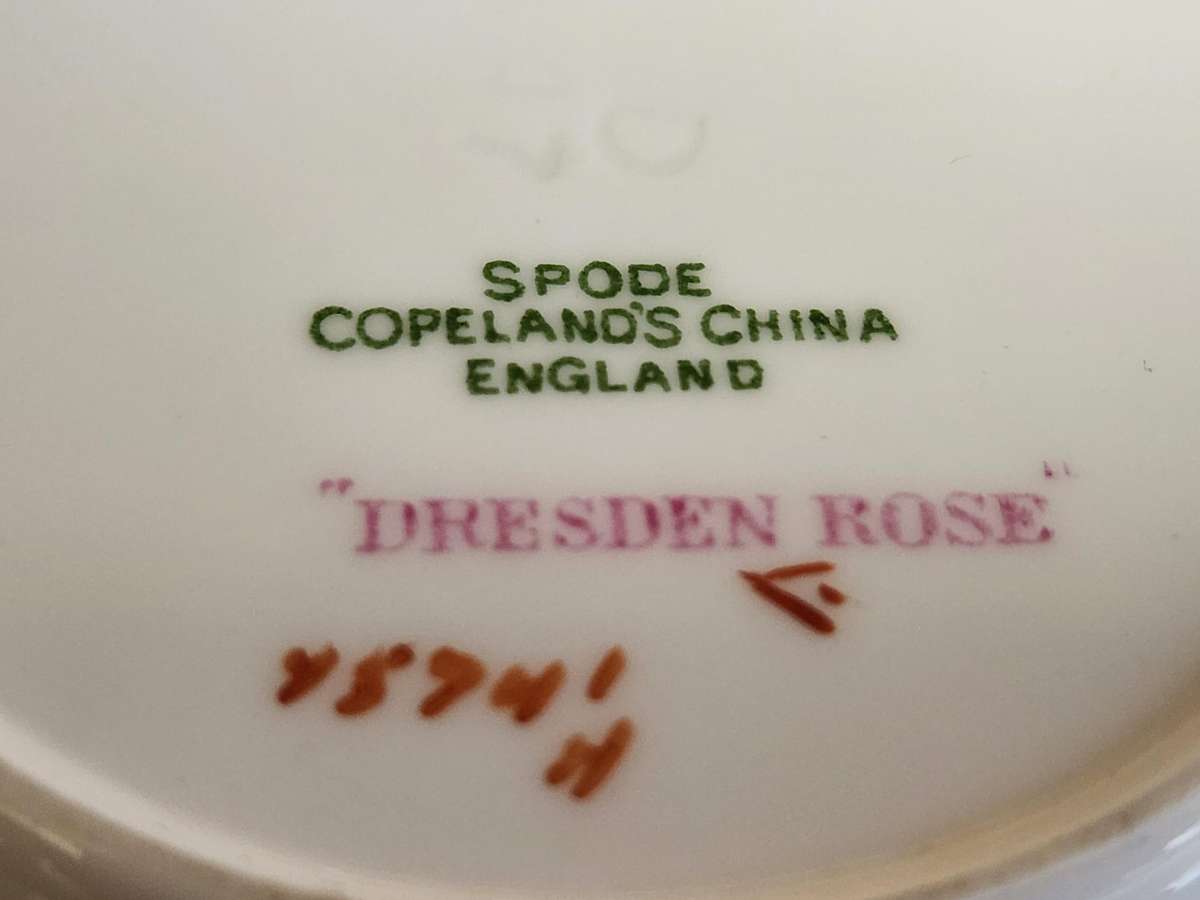 SPODE
COPELAND'S CHINA
ENGLAND
"DRESDEN ROSE"